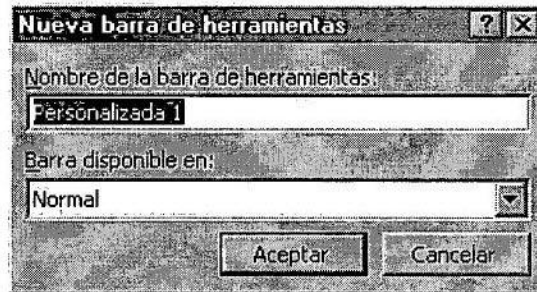 Nueva barra de herramientas
Nombre de la barra de herramientas:
Personalizada 1
Barra disponible en:
Normal
Aceptar
Cancelar